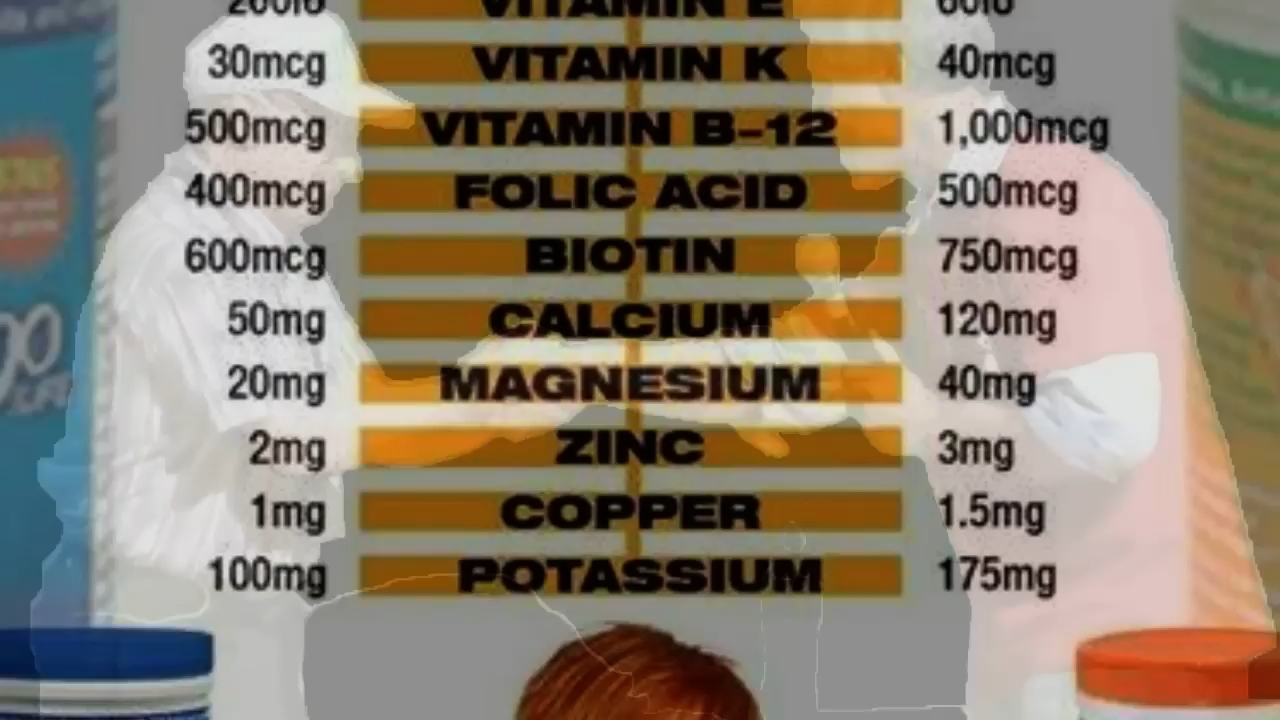 VITAMIN E
30mcg VITAMIN K 40mcg
500mcg VITAMIN B-12 1,000mcg
400mcg FOLIC ACID 500mcg
600mcg BIOTIN 750mcg
50mg CALCIUM 120mg
20mg MAGNESIUM 40mg
2mg ZINC 3mg
1mg COPPER 1.5mg
100mg POTASSIUM 175mg